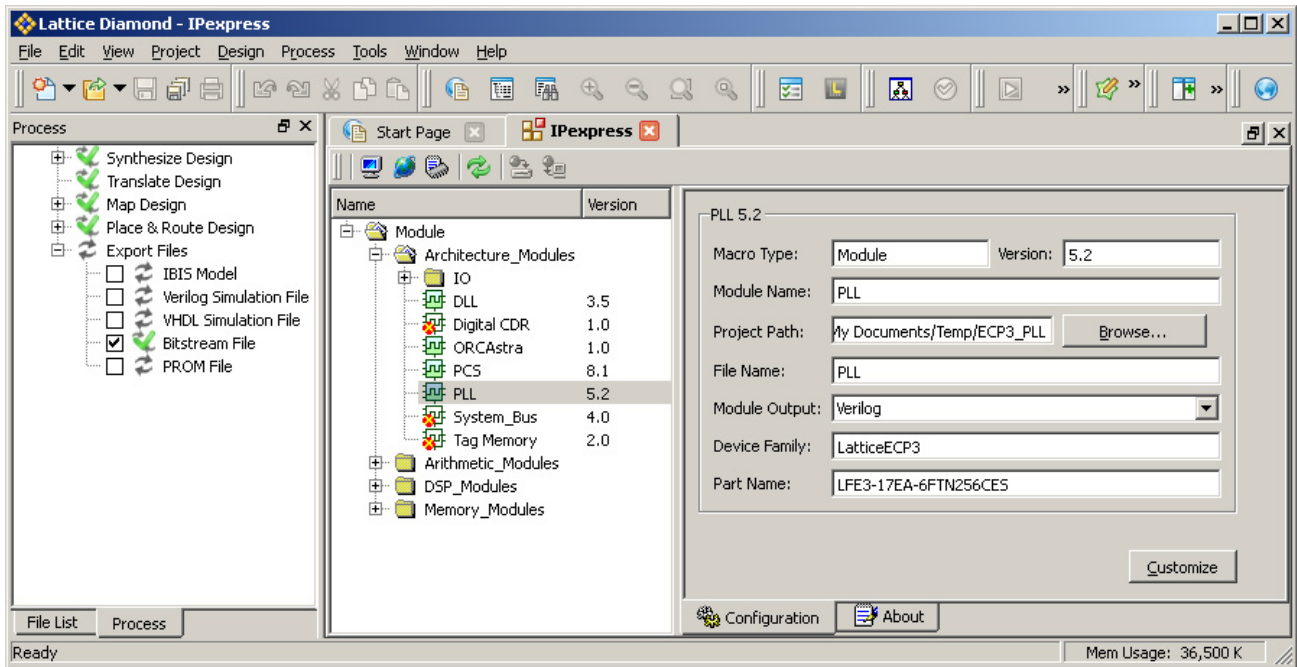 Lattice Diamond - IPexpress
File Edit View Project Design Process Tools Window Help
Process
Synthesize Design
Translate Design
Map Design
Place & Route Design
Export Files
IBIS Model
Verilog Simulation File
VHDL Simulation File
Bitstream File
PROM File
File List Process
Start Page IPexpress
Name Version
Module
Architecture_Modules
IO
DLL 3.5
Digital CDR 1.0
ORCAstra 1.0
PCS 8.1
PLL 5.2
System_Bus 4.0
Tag Memory 2.0
Arithmetic_Modules
DSP_Modules
Memory_Modules
PLL 5.2
Macro Type: Module Version: 5.2
Module Name: PLL
Project Path: My Documents/Temp/ECP3_PLL Browse...
File Name: PLL
Module Output: Verilog
Device Family: LatticeECP3
Part Name: LFE3-17EA-6FTN256CES
Customize
Configuration About
Ready Mem Usage: 36,500 K